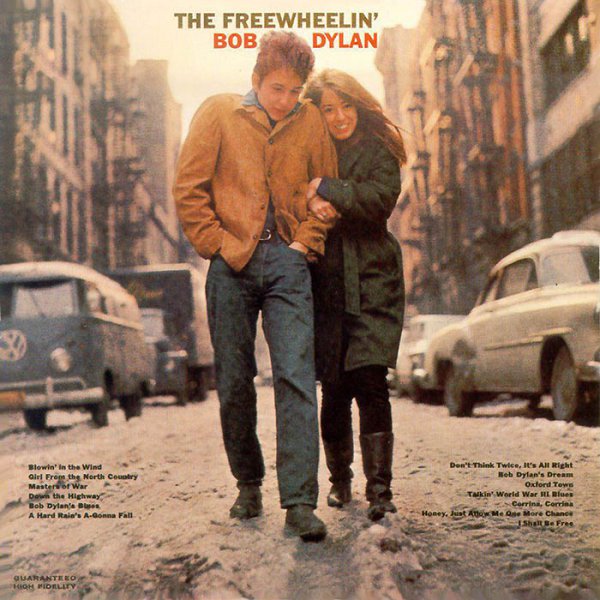 THE FREEWHEELIN'
BOB DYLAN
Blowin' in the Wind
Girl From the North Country
Masters of War
Down the Highway
Bob Dylan's Blues
A Hard Rain's A-Gonna Fall
Don't Think Twice, It's All Right
Bob Dylan's Dream
Oxford Town
Talkin' World War III Blues
Corrina, Corrina
Honey, Just Allow Me One More Chance
I Shall Be Free
GUARANTEED
HIGH FIDELITY